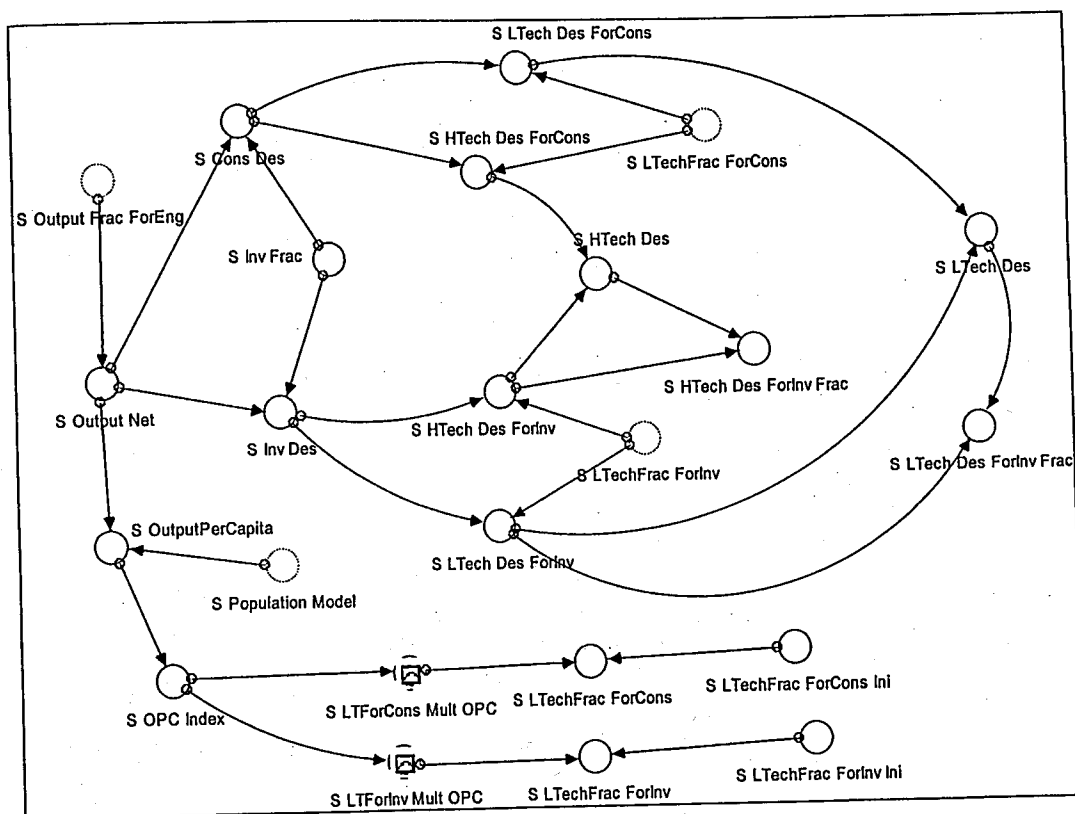 S LTech Des ForCons
S HTech Des ForCons
S Cons Des
S LTechFrac ForCons
S Output Frac ForEng
S HTech Des
S Inv Frac
S LTech Des
S HTech Des ForInv Frac
S Output Net
S HTech Des ForInv
S Inv Des
S LTech Des ForInv Frac
S LTechFrac ForInv
S OutputPerCapita
S LTech Des ForInv
S Population Model
S LTForCons Mult OPC
S LTechFrac ForCons
S LTechFrac ForCons Ini
S OPC Index
S LTForInv Mult OPC
S LTechFrac ForInv
S LTechFrac ForInv Ini